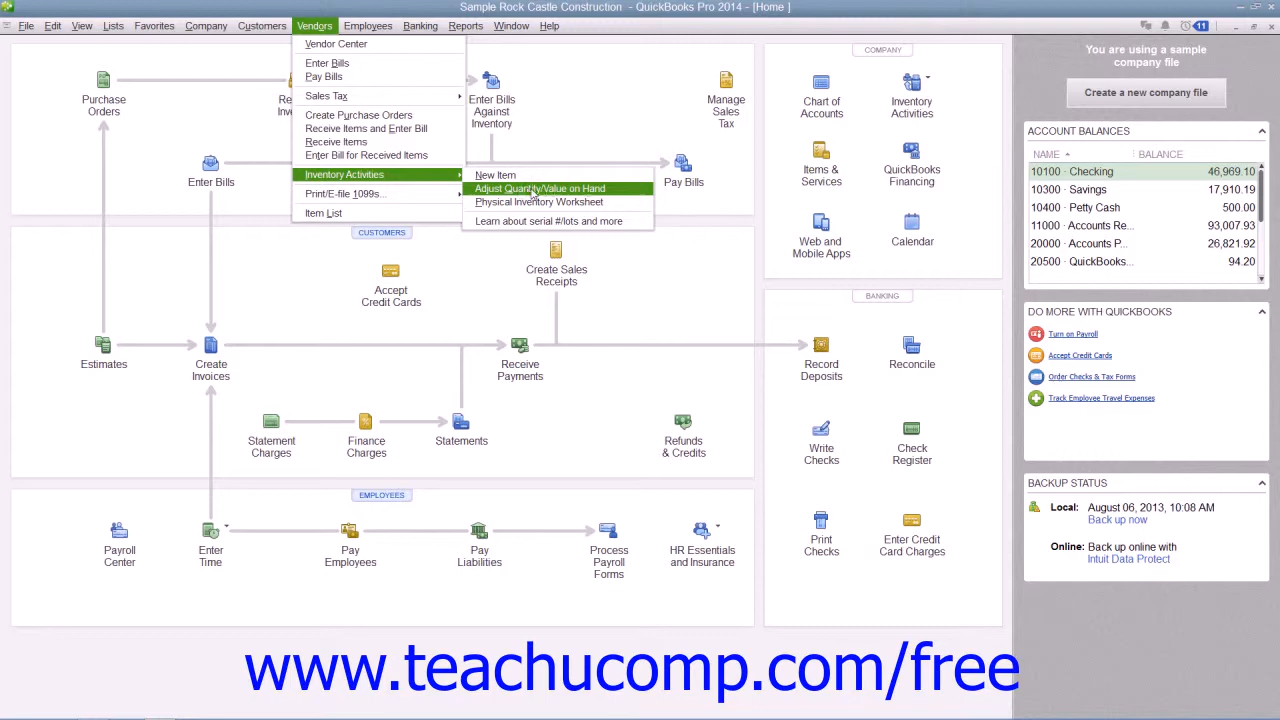 Sample Rock Castle Construction - QuickBooks Pro 2014 - [Home ]
File Edit View Lists Favorites Company Customers Vendors Employees Banking Reports Window Help
11
Vendor Center
Enter Bills
Pay Bills
Sales Tax
Create Purchase Orders
Receive Items and Enter Bill
Receive Items
Enter Bill for Received Items
Inventory Activities
Print/E-file 1099s...
Item List
New Item
Adjust Quantity/Value on Hand
Physical Inventory Worksheet
Learn about serial #/lots and more
Purchase
Orders
Enter Bills
Against
Inventory
Manage
Sales
Tax
Enter Bills
Pay Bills
CUSTOMERS
Accept
Credit Cards
Create Sales
Receipts
Estimates
Create
Invoices
Receive
Payments
Statement
Charges
Finance
Charges
Statements
Refunds
& Credits
EMPLOYEES
Payroll
Center
Enter
Time
Pay
Employees
Pay
Liabilities
Process
Payroll
Forms
HR Essentials
and Insurance
COMPANY
Chart of
Accounts
Inventory
Activities
Items &
Services
QuickBooks
Financing
Web and
Mobile Apps
Calendar
BANKING
Record
Deposits
Reconcile
Write
Checks
Check
Register
Print
Checks
Enter Credit
Card Charges
You are using a sample
company file
Create a new company file
ACCOUNT BALANCES
NAME BALANCE
10100 · Checking 46,969.10
10300 · Savings 17,910.19
10400 · Petty Cash 500.00
11000 · Accounts Re... 93,007.93
20000 · Accounts P... 26,821.92
20500 · QuickBooks... 94.20
DO MORE WITH QUICKBOOKS
Turn on Payroll
Accept Credit Cards
Order Checks & Tax Forms
Track Employee Travel Expenses
BACKUP STATUS
Local: August 06, 2013, 10:08 AM
Back up now
Online: Back up online with
Intuit Data Protect
www.teachucomp.com/free